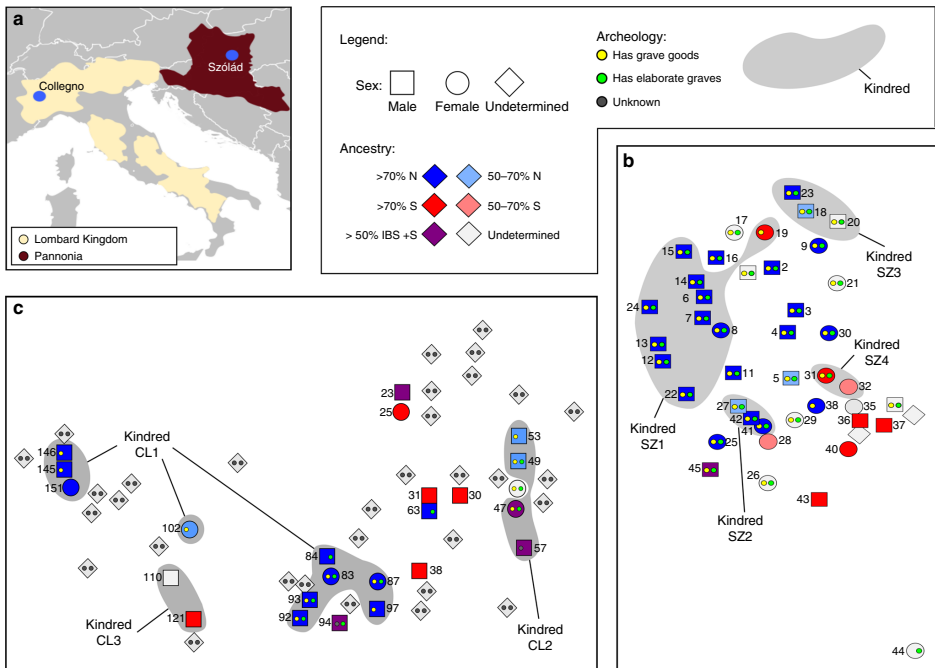 a
Szólád
Collegno
Lombard Kingdom
Pannonia
Legend:
Sex:
Male
Female
Undetermined
Ancestry:
>70% N
50–70% N
>70% S
50–70% S
> 50% IBS +S
Undetermined
Archeology:
Has grave goods
Has elaborate graves
Unknown
Kindred
b
23
18
20
17
19
9
Kindred
SZ3
15
16
2
14
21
6
24
3
7
8
4
30
13
12
Kindred
SZ4
11
5
31
32
22
27
38
35
42
29
36
37
Kindred
SZ1
41
25
28
40
45
26
Kindred
SZ2
43
44
c
23
25
Kindred
CL1
53
146
49
145
151
31
30
63
47
102
57
84
110
83
87
38
93
121
92
94
97
Kindred
CL3
Kindred
CL2